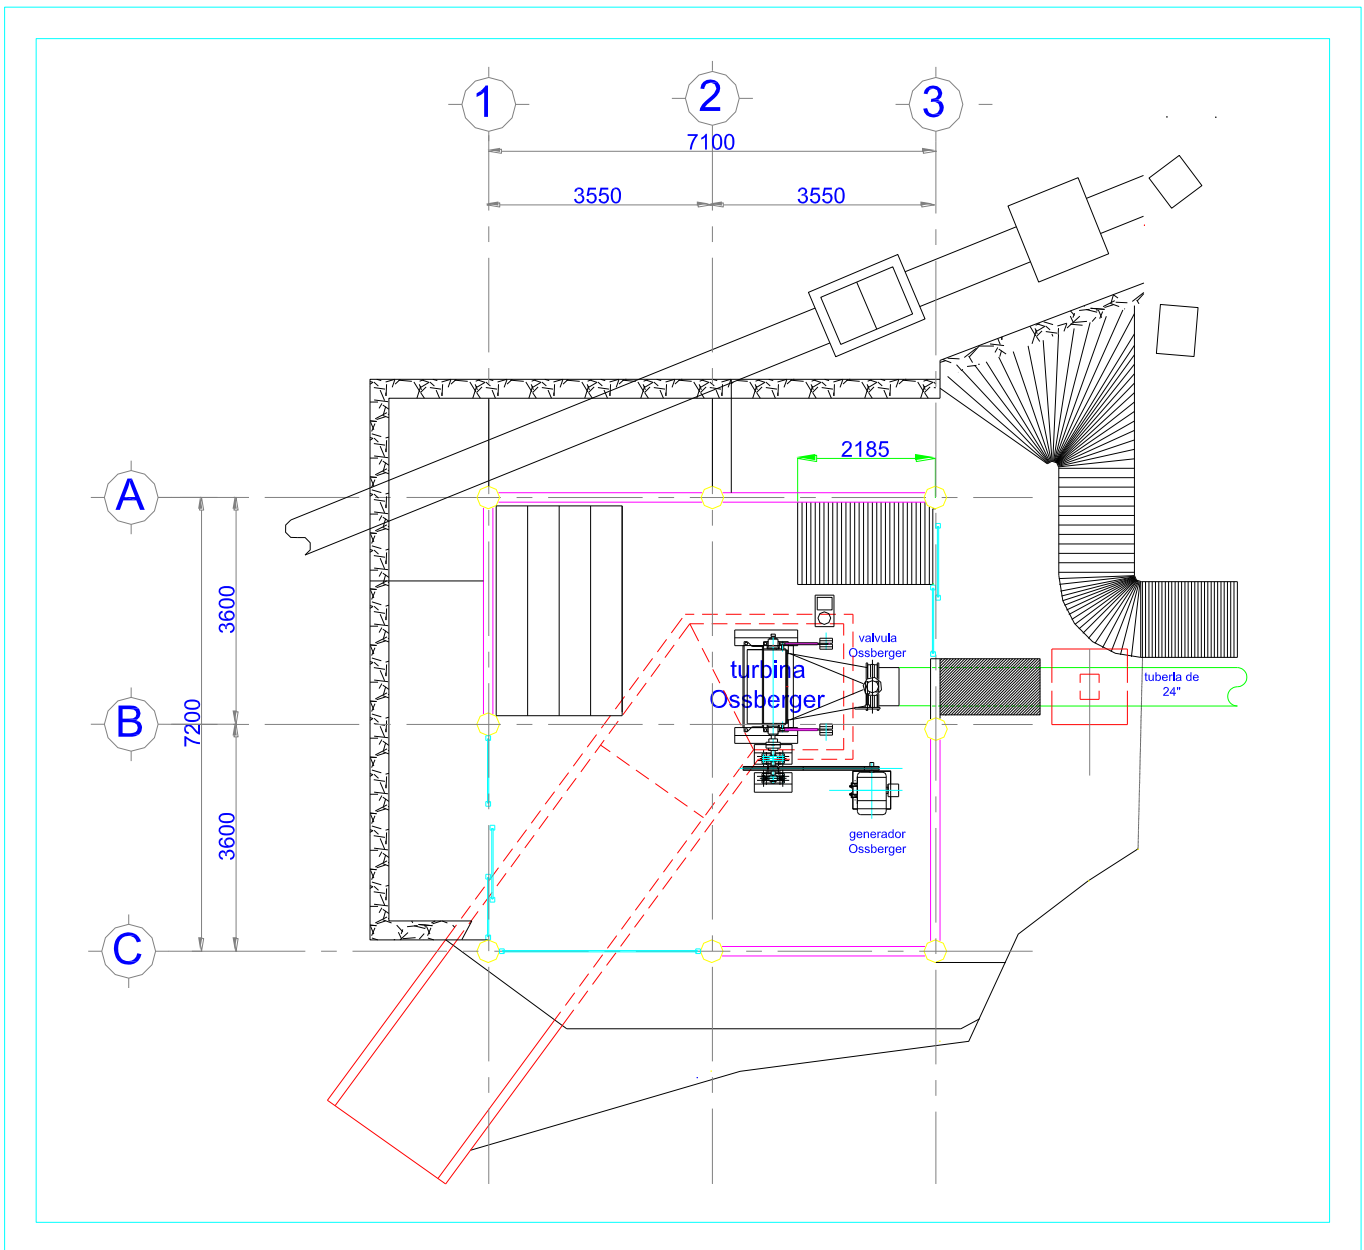 1
2
3
7100
3550
3550
A
2185
3600
valvula
Ossberger
turbina
Ossberger
tuberIa de
24"
B
7200
3600
generador
Ossberger
C